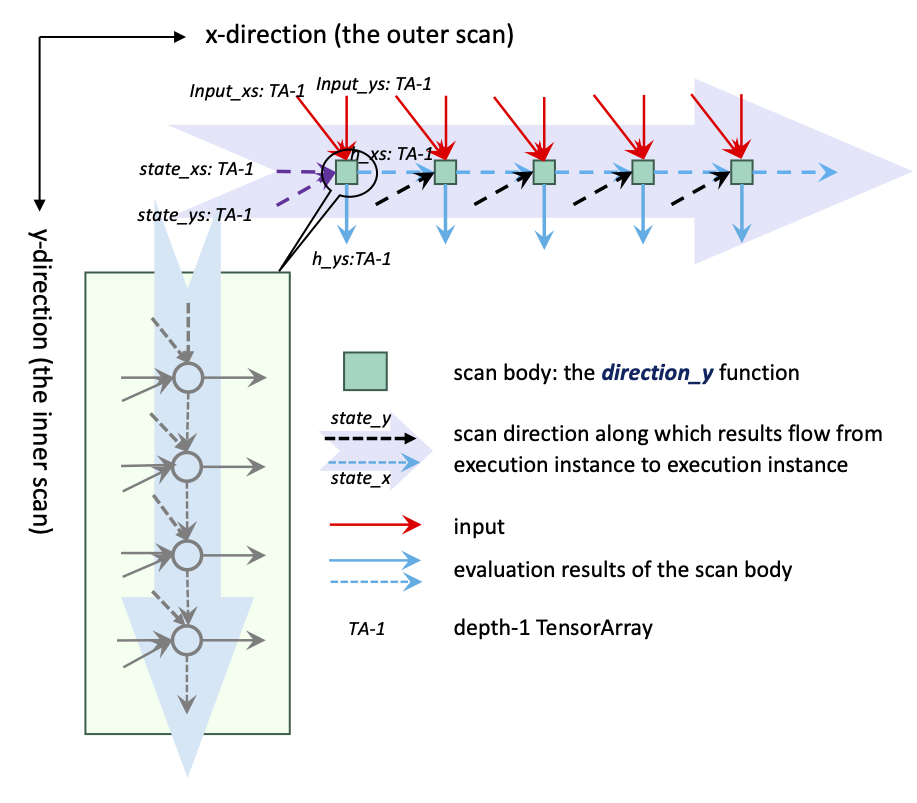 x-direction (the outer scan)
Input_xs: TA-1
Input_ys: TA-1
h_xs: TA-1
state_xs: TA-1
state_ys: TA-1
h_ys:TA-1
y-direction (the inner scan)
scan body: the direction_y function
state_y
scan direction along which results flow from
execution instance to execution instance
state_x
input
evaluation results of the scan body
TA-1
depth-1 TensorArray